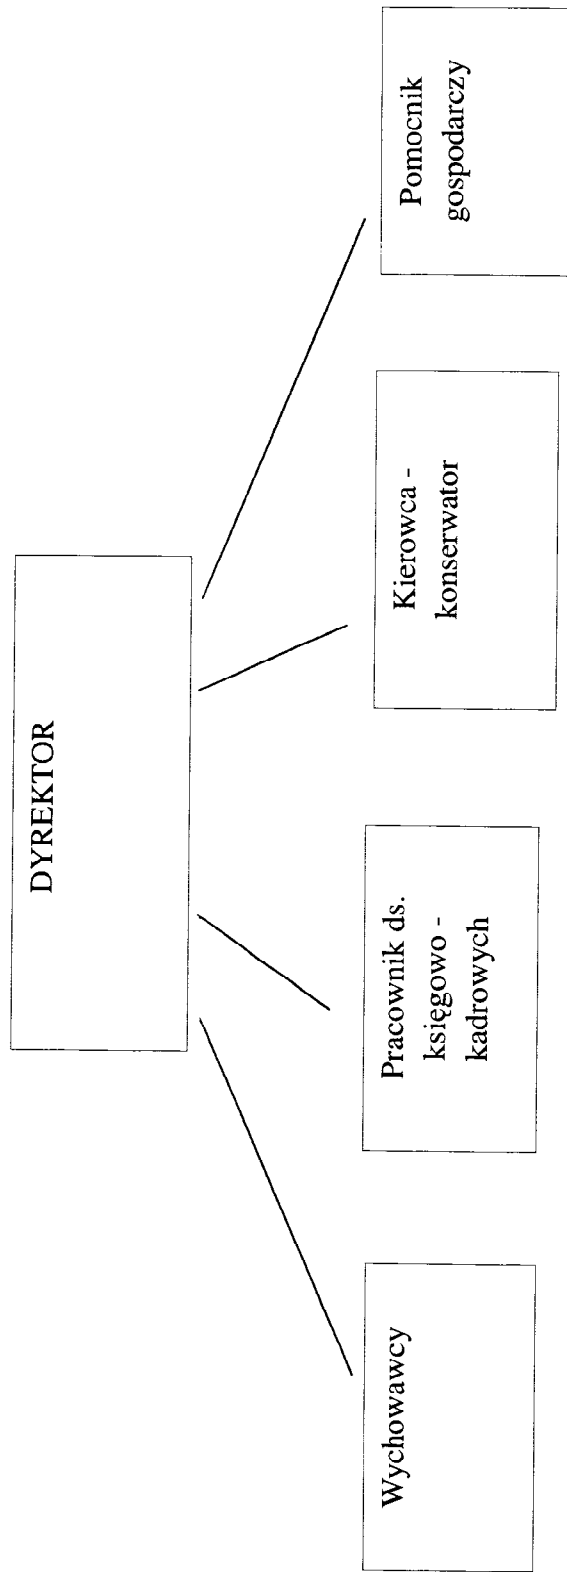 DYREKTOR
Wychowawcy
Pracownik ds.
księgowo -
kadrowych
Kierowca -
konserwator
Pomocnik
gospodarczy